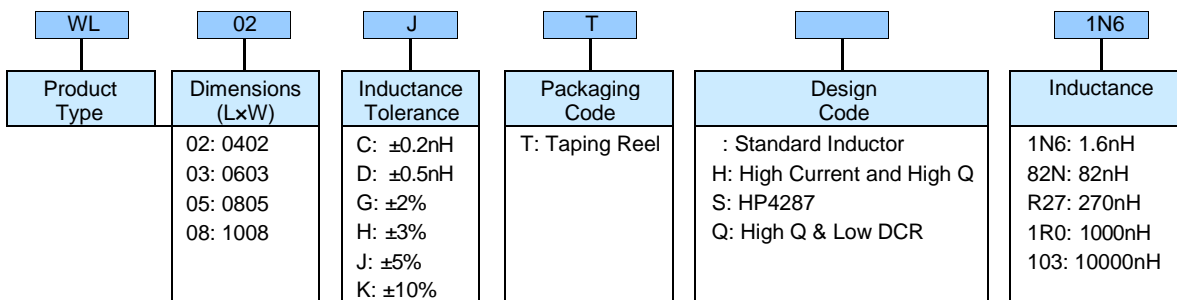 WL 02 J T 1N6
Product Type
Dimensions (L×W)
Inductance Tolerance
Packaging Code
Design Code
Inductance
02: 0402
03: 0603
05: 0805
08: 1008
C: ±0.2nH
D: ±0.5nH
G: ±2%
H: ±3%
J: ±5%
K: ±10%
T: Taping Reel
: Standard Inductor
H: High Current and High Q
S: HP4287
Q: High Q & Low DCR
1N6: 1.6nH
82N: 82nH
R27: 270nH
1R0: 1000nH
103: 10000nH